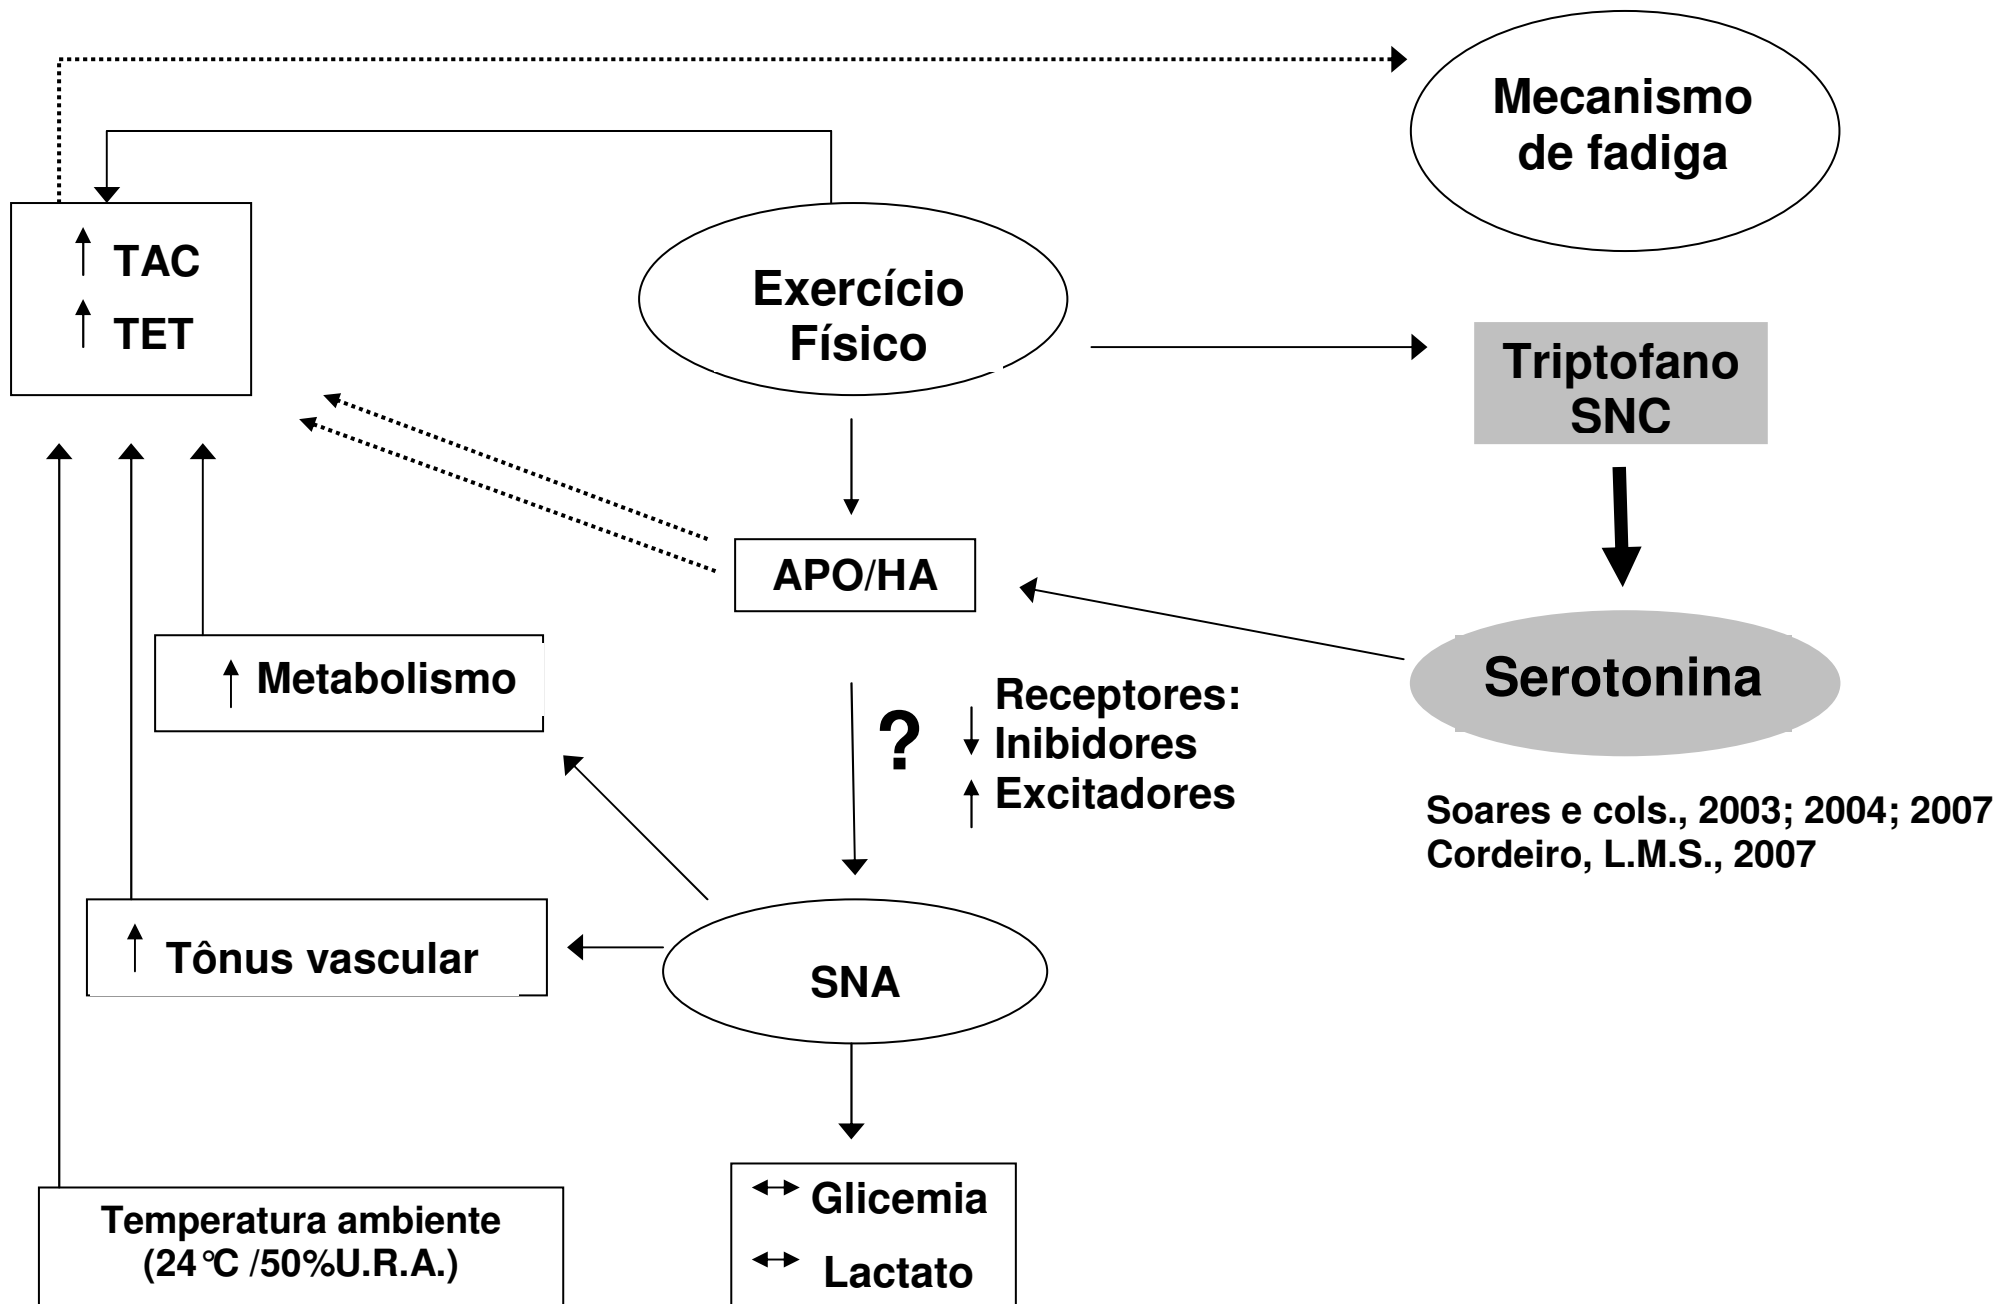 Mecanismo
de fadiga
↑ TAC
↑ TET
Exercício
Físico
Triptofano
SNC
APO/HA
↑ Metabolismo
Serotonina
?
Receptores:
↓ Inibidores
↑ Excitadores
Soares e cols., 2003; 2004; 2007
Cordeiro, L.M.S., 2007
↑ Tônus vascular
SNA
Temperatura ambiente
(24°C /50%U.R.A.)
↔ Glicemia
↔ Lactato